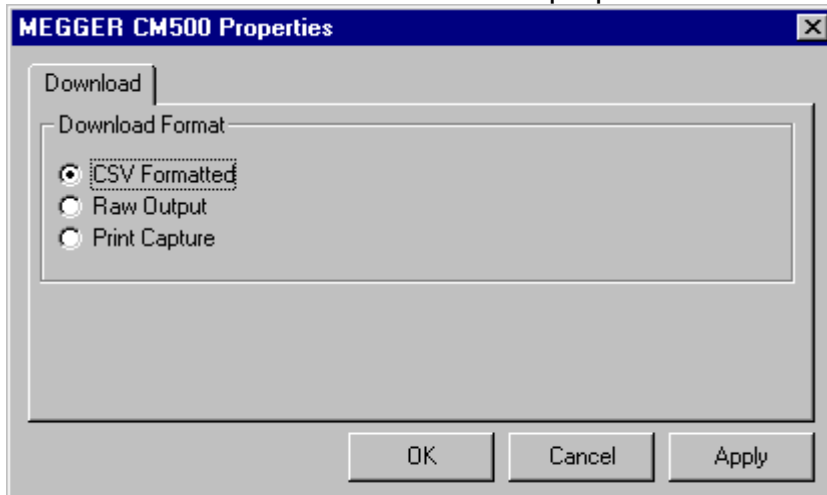 MEGGER CM500 Properties
Download
Download Format
CSV Formatted
Raw Output
Print Capture
OK Cancel Apply